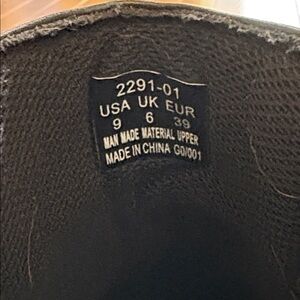 2291-01
USA UK EUR
9 6 39
MAN MADE MATERIAL UPPER
MADE IN CHINA G0/001